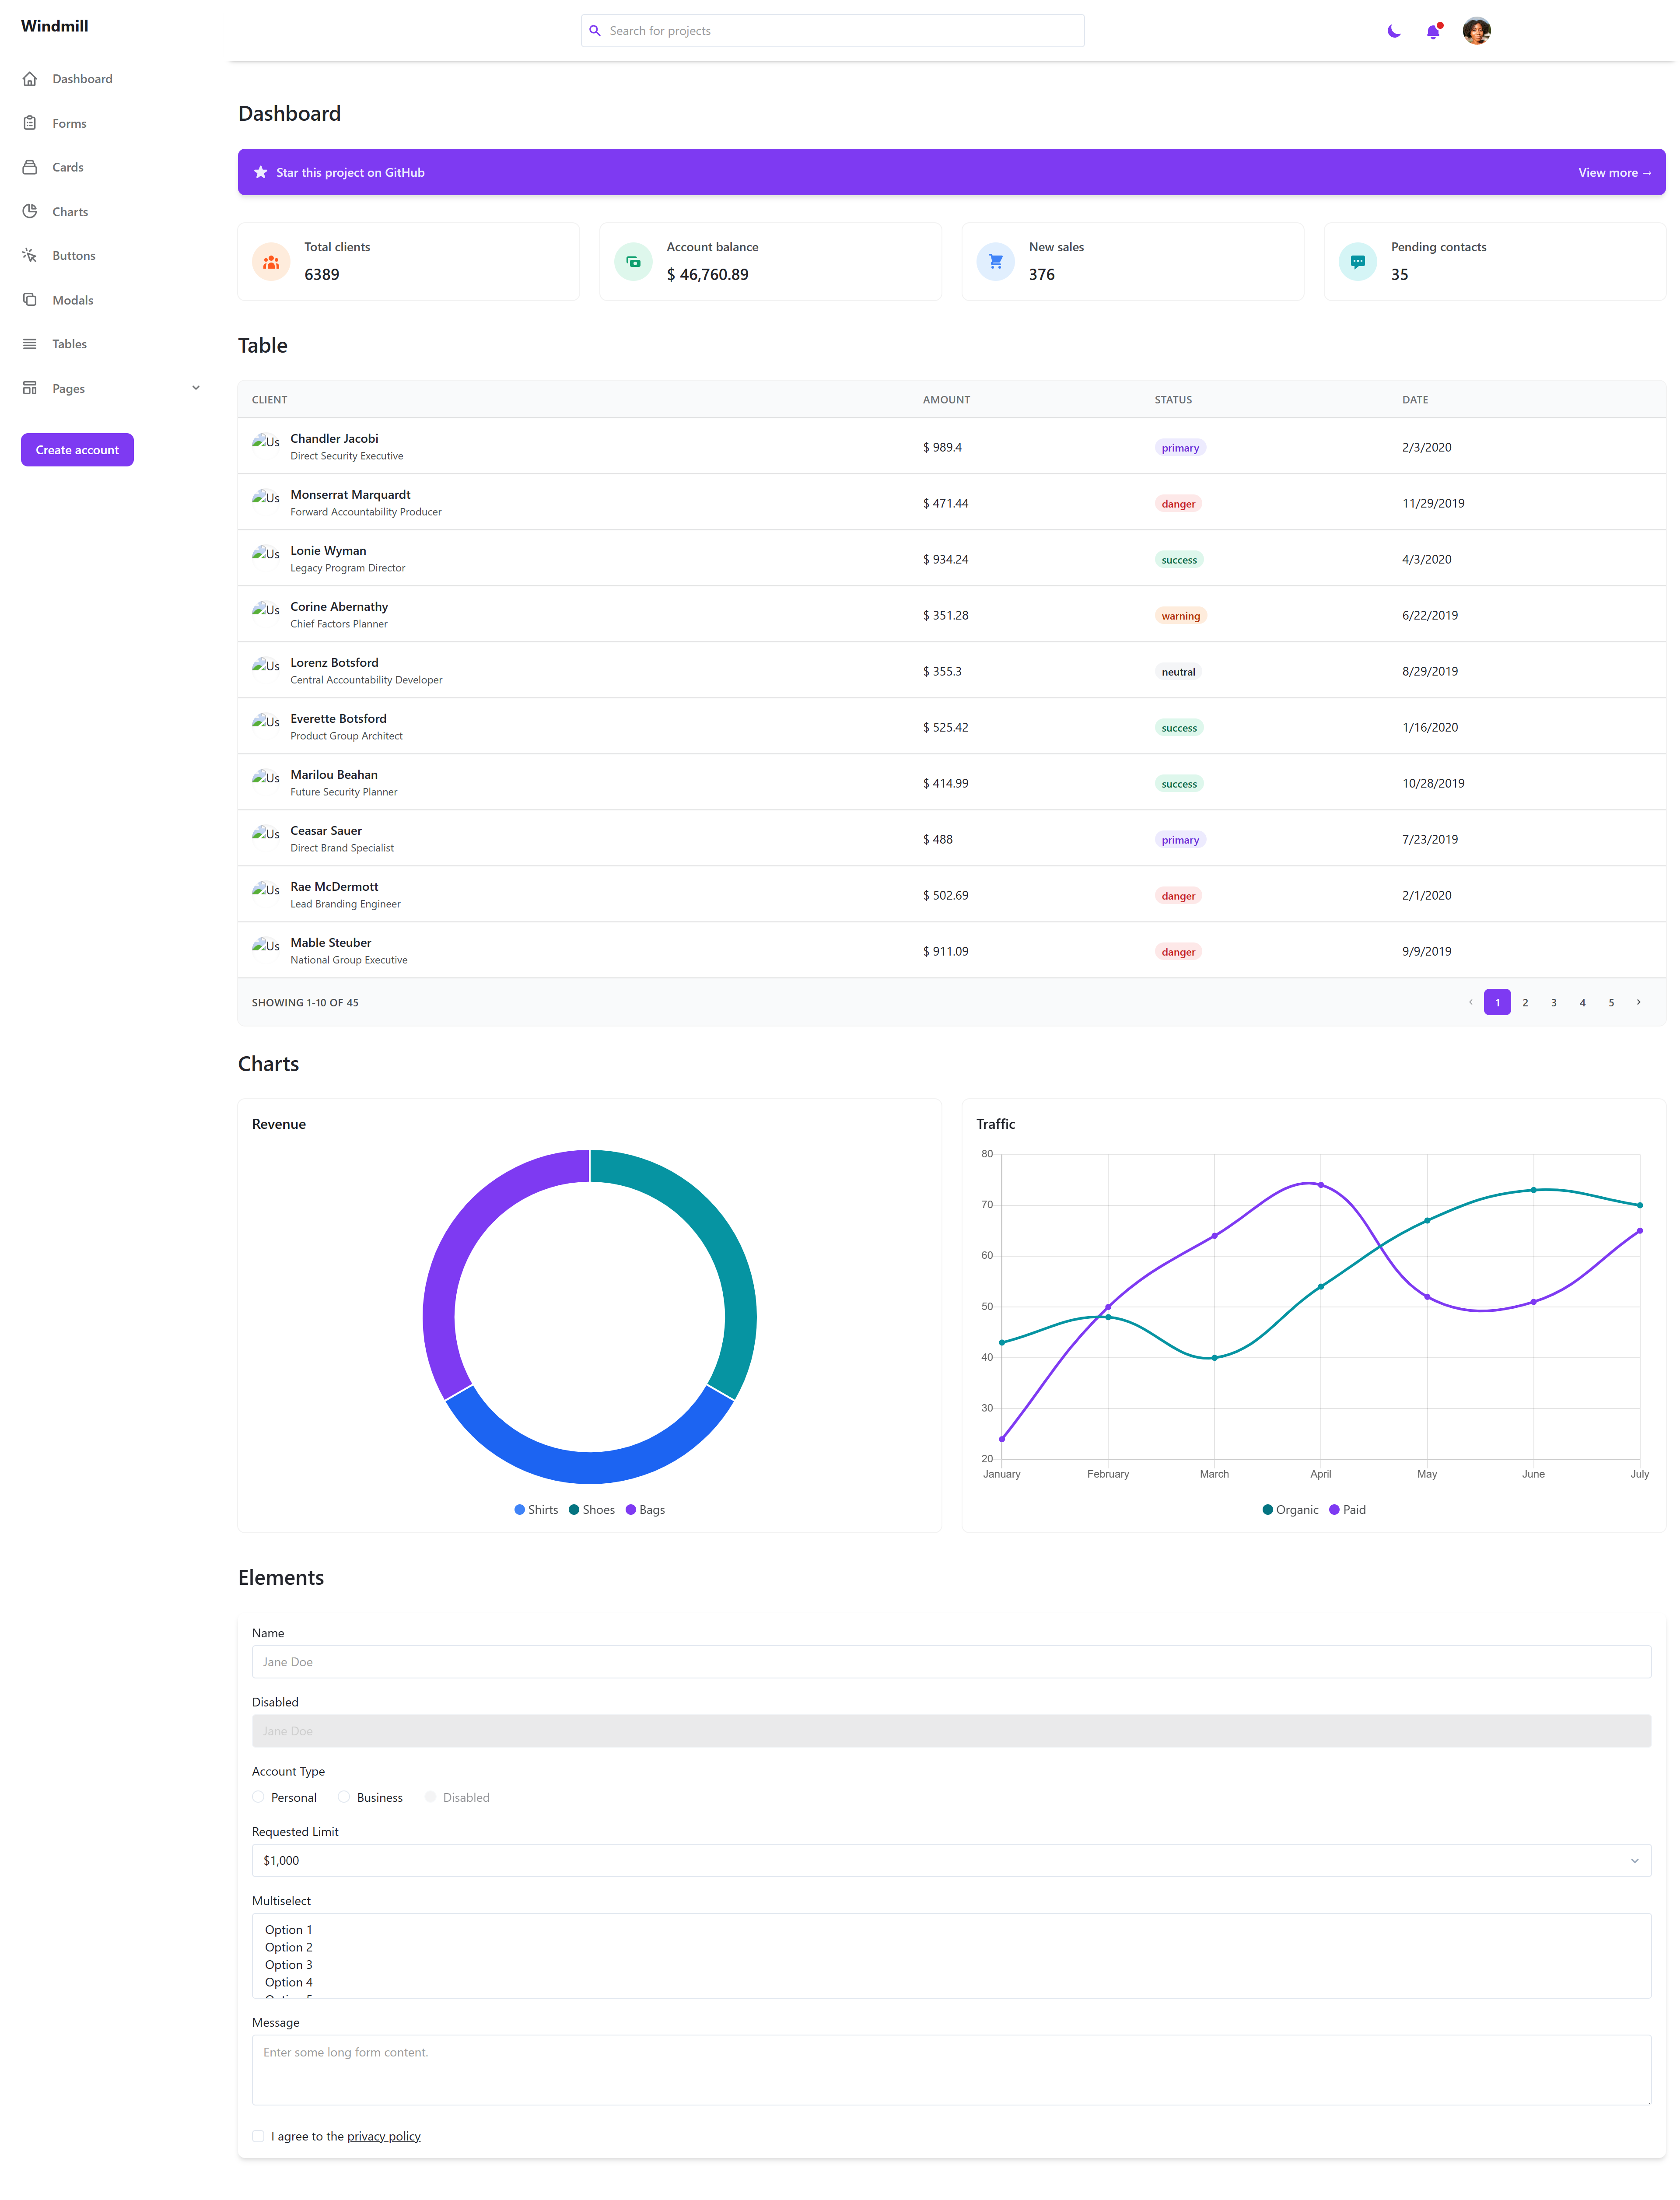 Windmill
Search for projects
Dashboard
Forms
Cards
Charts
Buttons
Modals
Tables
Pages
Create account
Dashboard
Star this project on GitHub
View more →
Total clients
6389
Account balance
$ 46,760.89
New sales
376
Pending contacts
35
Table
CLIENT AMOUNT STATUS DATE
Us
Chandler Jacobi
Direct Security Executive
$ 989.4 primary 2/3/2020
Us
Monserrat Marquardt
Forward Accountability Producer
$ 471.44 danger 11/29/2019
Us
Lonie Wyman
Legacy Program Director
$ 934.24 success 4/3/2020
Us
Corine Abernathy
Chief Factors Planner
$ 351.28 warning 6/22/2019
Us
Lorenz Botsford
Central Accountability Developer
$ 355.3 neutral 8/29/2019
Us
Everette Botsford
Product Group Architect
$ 525.42 success 1/16/2020
Us
Marilou Beahan
Future Security Planner
$ 414.99 success 10/28/2019
Us
Ceasar Sauer
Direct Brand Specialist
$ 488 primary 7/23/2019
Us
Rae McDermott
Lead Branding Engineer
$ 502.69 danger 2/1/2020
Us
Mable Steuber
National Group Executive
$ 911.09 danger 9/9/2019
SHOWING 1-10 OF 45
1 2 3 4 5
Charts
Revenue
Shirts Shoes Bags
Traffic
80
70
60
50
40
30
20
January February March April May June July
Organic Paid
Elements
Name
Jane Doe
Disabled
Jane Doe
Account Type
Personal Business Disabled
Requested Limit
$1,000
Multiselect
Option 1
Option 2
Option 3
Option 4
Message
Enter some long form content.
I agree to the privacy policy